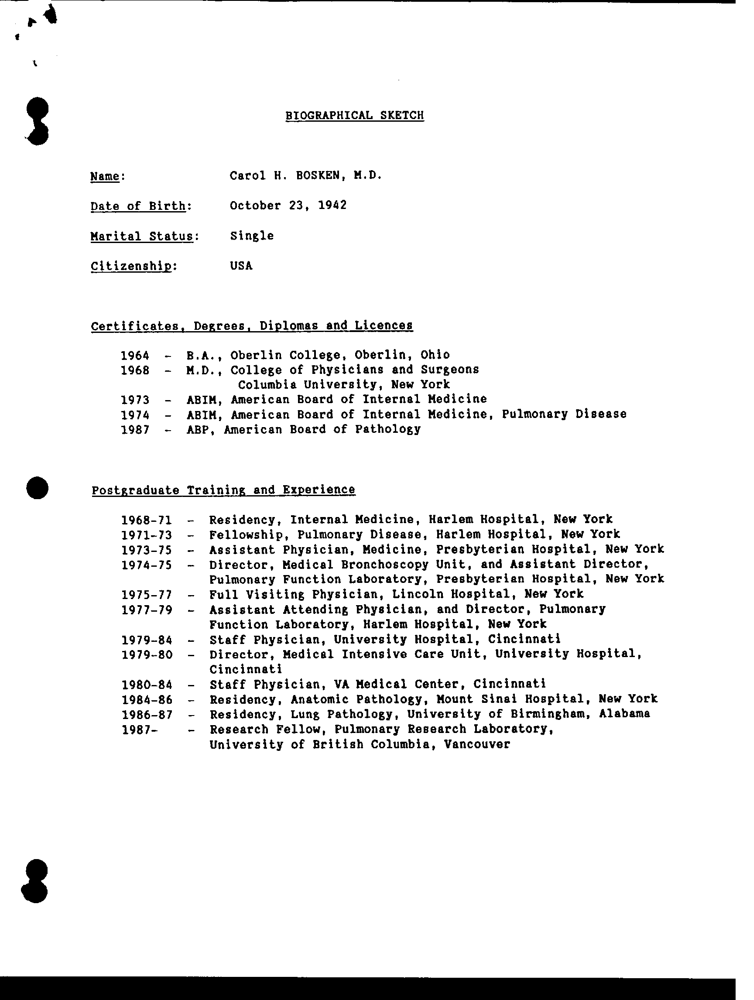 BIOGRAPHICAL SKETCH
Name: Carol H. BOSKEN, M.D.
Date of Birth: October 23, 1942
Marital Status: Single
Citizenship: USA
Certificates, Degrees, Diplomas and Licences
1964 - B.A., Oberlin College, Oberlin, Ohio
1968 - M.D., College of Physicians and Surgeons
Columbia University, New York
1973 - ABIM, American Board of Internal Medicine
1974 - ABIM, American Board of Internal Medicine, Pulmonary Disease
1987 - ABP, American Board of Pathology
Postgraduate Training and Experience
1968-71 - Residency, Internal Medicine, Harlem Hospital, New York
1971-73 - Fellowship, Pulmonary Disease, Harlem Hospital, New York
1973-75 - Assistant Physician, Medicine, Presbyterian Hospital, New York
1974-75 - Director, Medical Bronchoscopy Unit, and Assistant Director,
Pulmonary Function Laboratory, Presbyterian Hospital, New York
1975-77 - Full Visiting Physician, Lincoln Hospital, New York
1977-79 - Assistant Attending Physician, and Director, Pulmonary
Function Laboratory, Harlem Hospital, New York
1979-84 - Staff Physician, University Hospital, Cincinnati
1979-80 - Director, Medical Intensive Care Unit, University Hospital,
Cincinnati
1980-84 - Staff Physician, VA Medical Center, Cincinnati
1984-86 - Residency, Anatomic Pathology, Mount Sinai Hospital, New York
1986-87 - Residency, Lung Pathology, University of Birmingham, Alabama
1987- - Research Fellow, Pulmonary Research Laboratory,
University of British Columbia, Vancouver